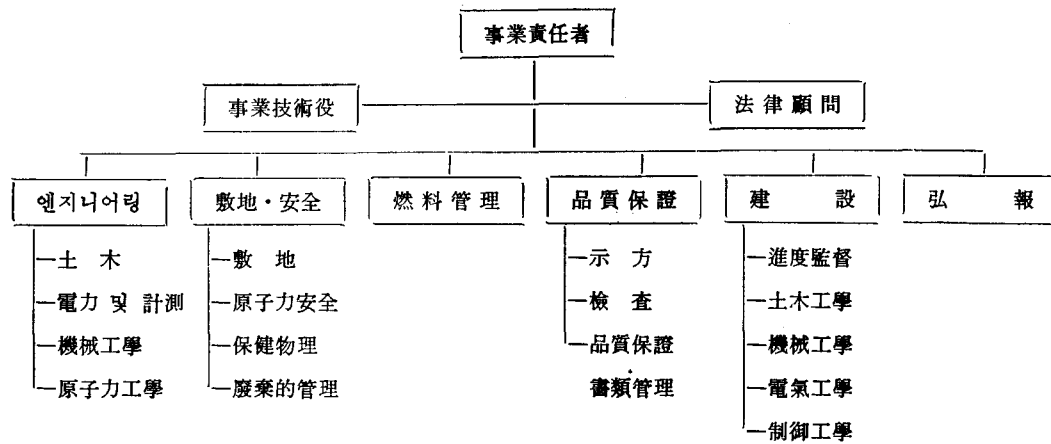 事業責任者
事業技術役 法律顧問
엔지니어링 敷地・安全 燃料管理 品質保證 建設 弘報
土木 敷地 示方 進度監督
電力 및 計測 原子力安全 檢査 土木工學
機械工學 保健物理 品質保證 機械工學
原子力工學 廢棄的管理 書類管理 電氣工學
制御工學